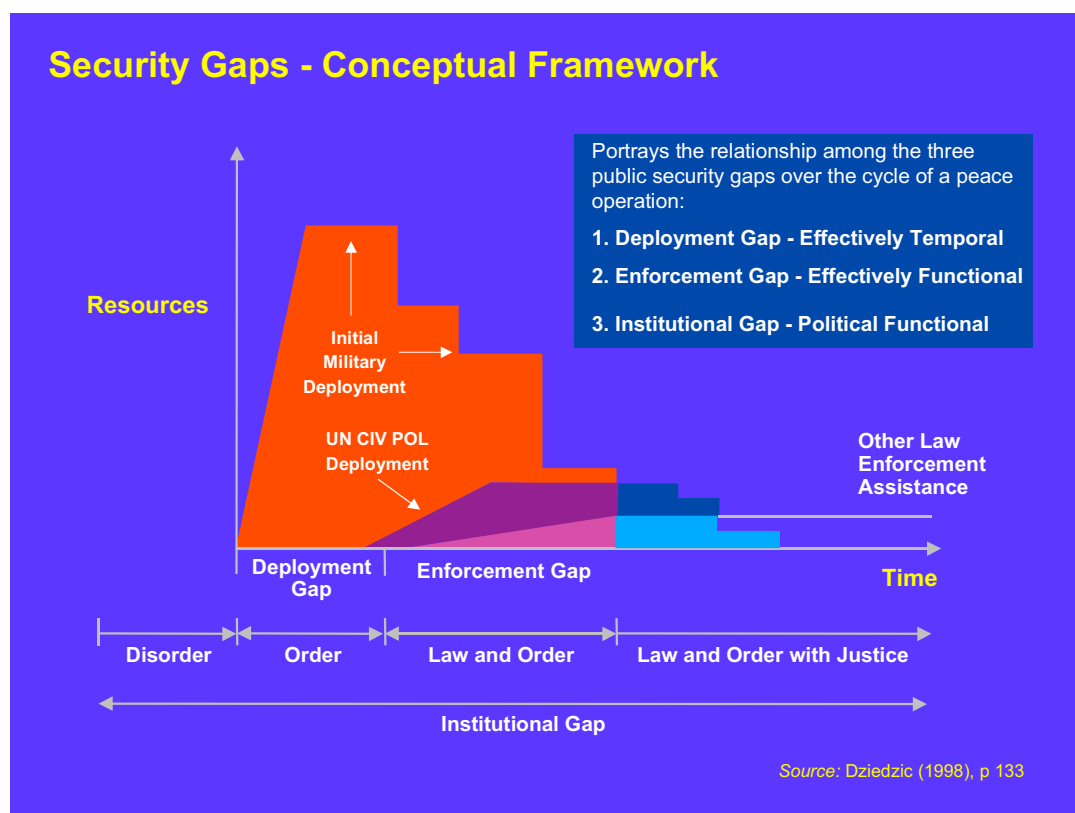 Security Gaps - Conceptual Framework
Portrays the relationship among the three
public security gaps over the cycle of a peace
operation:
1. Deployment Gap - Effectively Temporal
2. Enforcement Gap - Effectively Functional
3. Institutional Gap - Political Functional
Resources
Initial
Military
Deployment
UN CIV POL
Deployment
Other Law
Enforcement
Assistance
Deployment
Gap
Enforcement Gap
Time
Disorder
Order
Law and Order
Law and Order with Justice
Institutional Gap
Source: Dziedzic (1998), p 133